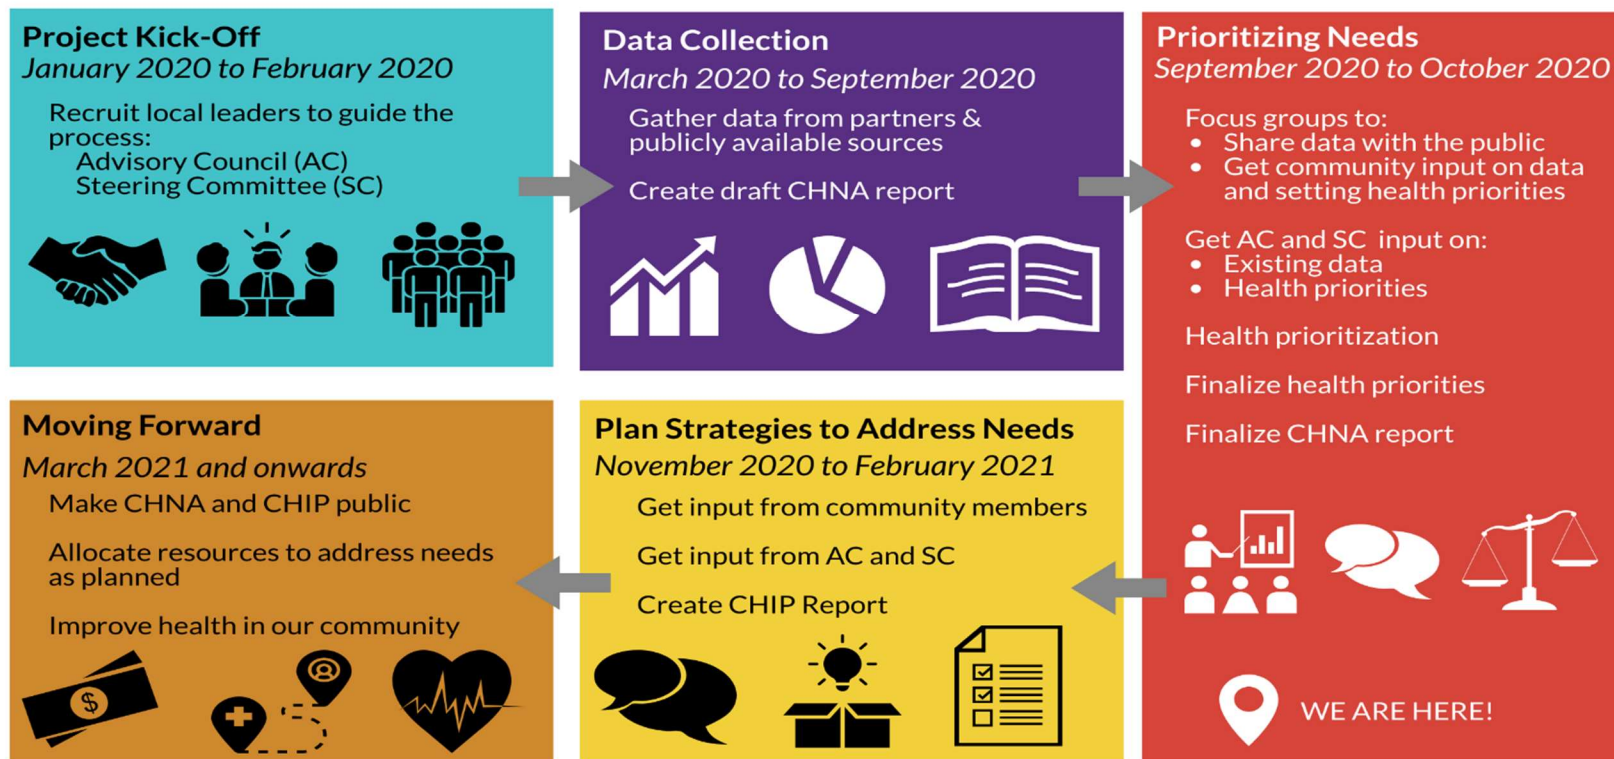 Project Kick-Off
January 2020 to February 2020
Recruit local leaders to guide the
process:
Advisory Council (AC)
Steering Committee (SC)
Data Collection
March 2020 to September 2020
Gather data from partners &
publicly available sources
Create draft CHNA report
Prioritizing Needs
September 2020 to October 2020
Focus groups to:
• Share data with the public
• Get community input on data
and setting health priorities
Get AC and SC input on:
• Existing data
• Health priorities
Health prioritization
Finalize health priorities
Finalize CHNA report
WE ARE HERE!
Plan Strategies to Address Needs
November 2020 to February 2021
Get input from community members
Get input from AC and SC
Create CHIP Report
Moving Forward
March 2021 and onwards
Make CHNA and CHIP public
Allocate resources to address needs
as planned
Improve health in our community
$